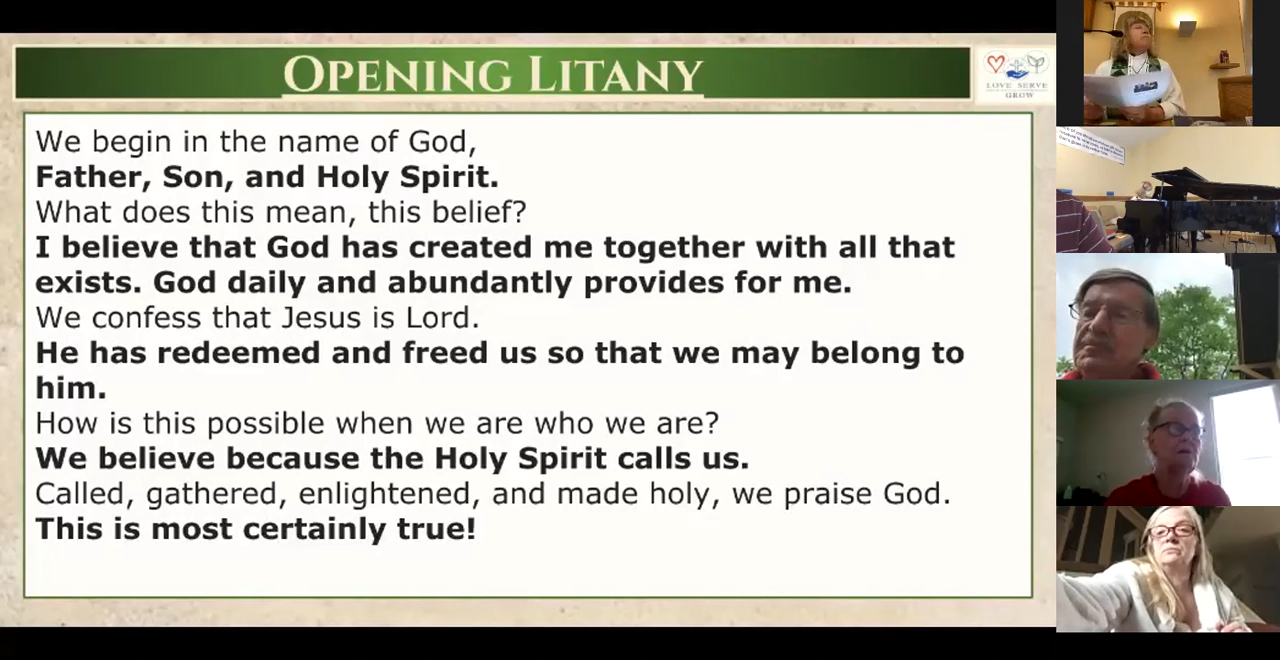 OPENING LITANY
LOVE SERVE
GROW
We begin in the name of God,
Father, Son, and Holy Spirit.
What does this mean, this belief?
I believe that God has created me together with all that
exists. God daily and abundantly provides for me.
We confess that Jesus is Lord.
He has redeemed and freed us so that we may belong to
him.
How is this possible when we are who we are?
We believe because the Holy Spirit calls us.
Called, gathered, enlightened, and made holy, we praise God.
This is most certainly true!